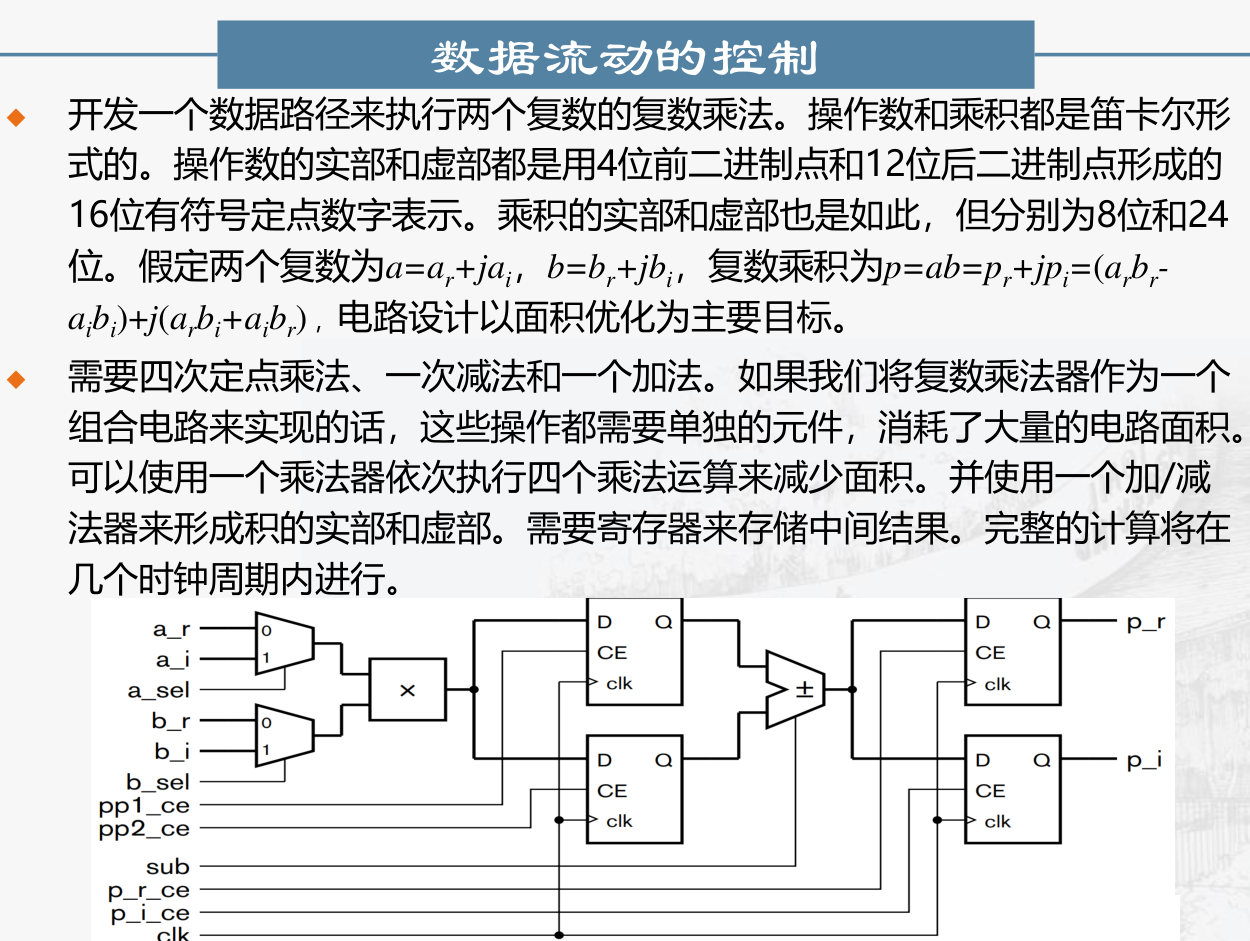 数据流动的控制
开发一个数据路径来执行两个复数的复数乘法。操作数和乘积都是笛卡尔形
式的。操作数的实部和虚部都是用4位前二进制点和12位后二进制点形成的
16位有符号定点数字表示。乘积的实部和虚部也是如此，但分别为8位和24
位。假定两个复数为a=a_r+ja_i，b=b_r+jb_i，复数乘积为p=ab=p_r+jp_i=(a_rb_r-
a_ib_i)+j(a_rb_i+a_ib_r)，电路设计以面积优化为主要目标。
需要四次定点乘法、一次减法和一个加法。如果我们将复数乘法器作为一个
组合电路来实现的话，这些操作都需要单独的元件，消耗了大量的电路面积。
可以使用一个乘法器依次执行四个乘法运算来减少面积。并使用一个加/减
法器来形成积的实部和虚部。需要寄存器来存储中间结果。完整的计算将在
几个时钟周期内进行。
a_r
a_i
a_sel
b_r
b_i
b_sel
pp1_ce
pp2_ce
sub
p_r_ce
p_i_ce
clk
0
1
0
1
×
D Q
CE
clk
D Q
CE
clk
±
D Q
CE
clk
D Q
CE
clk
p_r
p_i